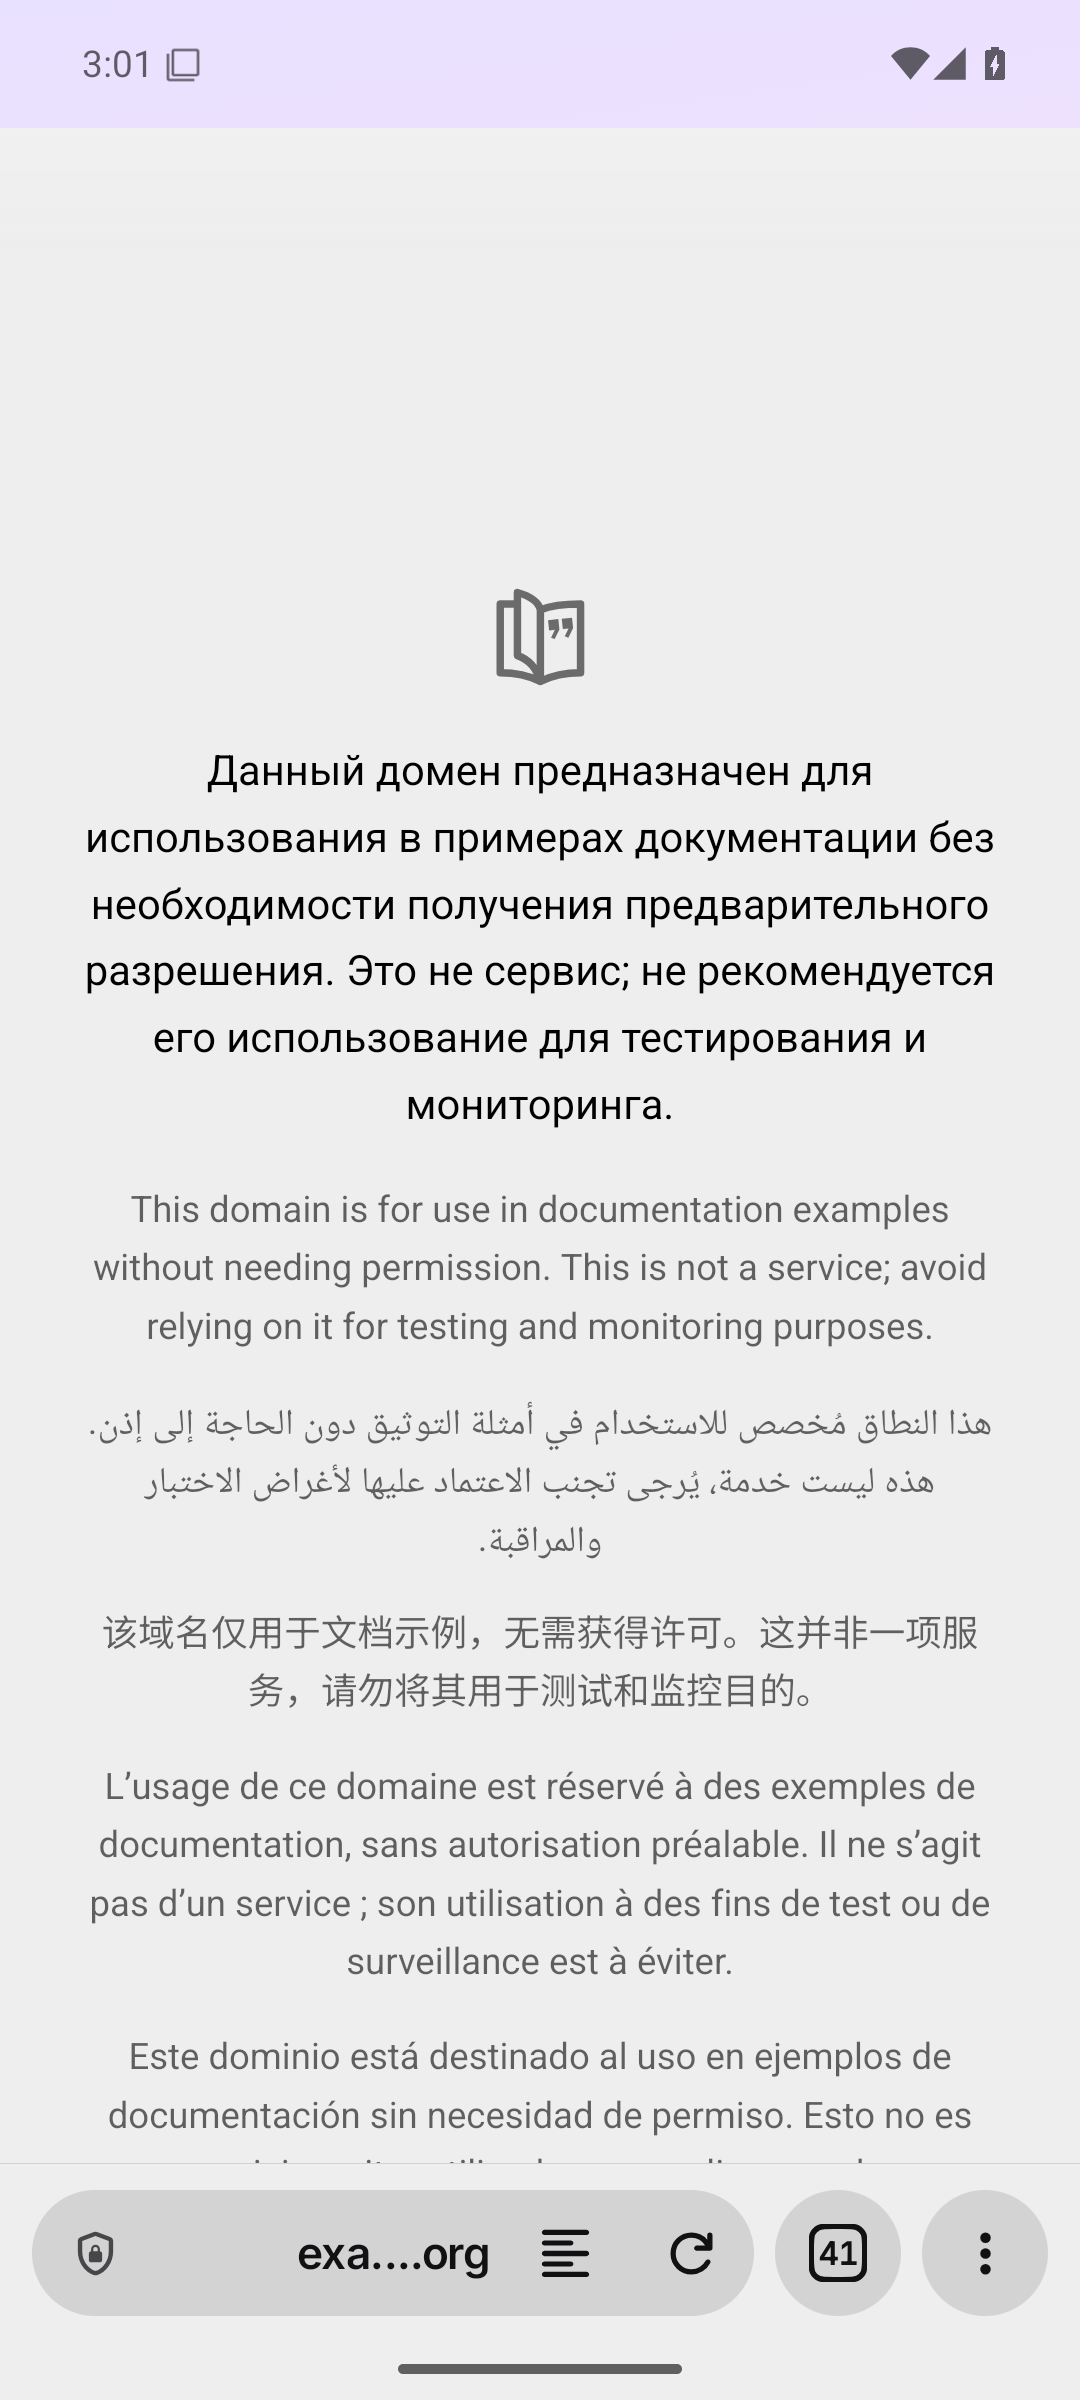 3:01
Данный домен предназначен для
использования в примерах документации без
необходимости получения предварительного
разрешения. Это не сервис; не рекомендуется
его использование для тестирования и
мониторинга.
This domain is for use in documentation examples
without needing permission. This is not a service; avoid
relying on it for testing and monitoring purposes.
هذا النطاق مُخصص للاستخدام في أمثلة التوثيق دون الحاجة إلى إذن.
هذه ليست خدمة، يُرجى تجنب الاعتماد عليها لأغراض الاختبار
والمراقبة.
该域名仅用于文档示例，无需获得许可。这并非一项服
务，请勿将其用于测试和监控目的。
L’usage de ce domaine est réservé à des exemples de
documentation, sans autorisation préalable. Il ne s’agit
pas d’un service ; son utilisation à des fins de test ou de
surveillance est à éviter.
Este dominio está destinado al uso en ejemplos de
documentación sin necesidad de permiso. Esto no es
exa....org
41